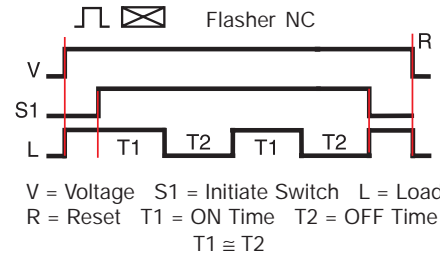 Flasher NC
R
V
S1
L T1 T2 T1 T2
V = Voltage S1 = Initiate Switch L = Load
R = Reset T1 = ON Time T2 = OFF Time
T1 ≅ T2